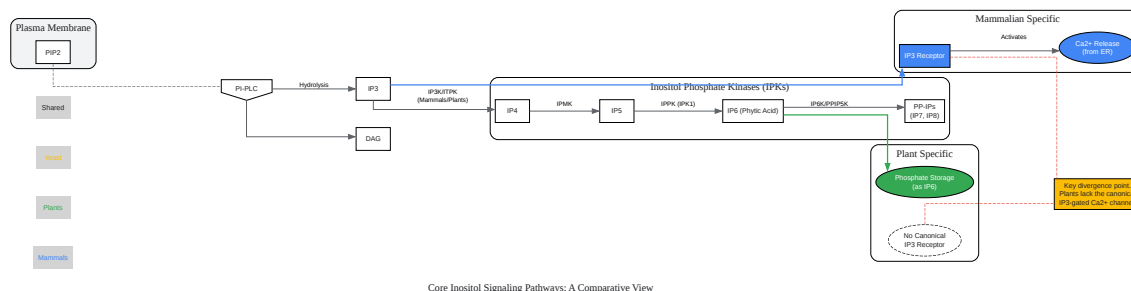 Plasma Membrane
PIP2
Shared
Yeast
Plants
Mammals
PI-PLC
Hydrolysis
IP3
DAG
IP3K/ITPK
(Mammals/Plants)
Inositol Phosphate Kinases (IPKs)
IP4
IPMK
IP5
IPPK (IPK1)
IP6 (Phytic Acid)
IP6K/PPIP5K
PP-IPs
(IP7, IP8)
Mammalian Specific
IP3 Receptor
Activates
Ca2+ Release
(from ER)
Plant Specific
Phosphate Storage
(as IP6)
No Canonical
IP3 Receptor
Key divergence point.
Plants lack the canonica
IP3-gated Ca2+ channe
Core Inositol Signaling Pathways: A Comparative View